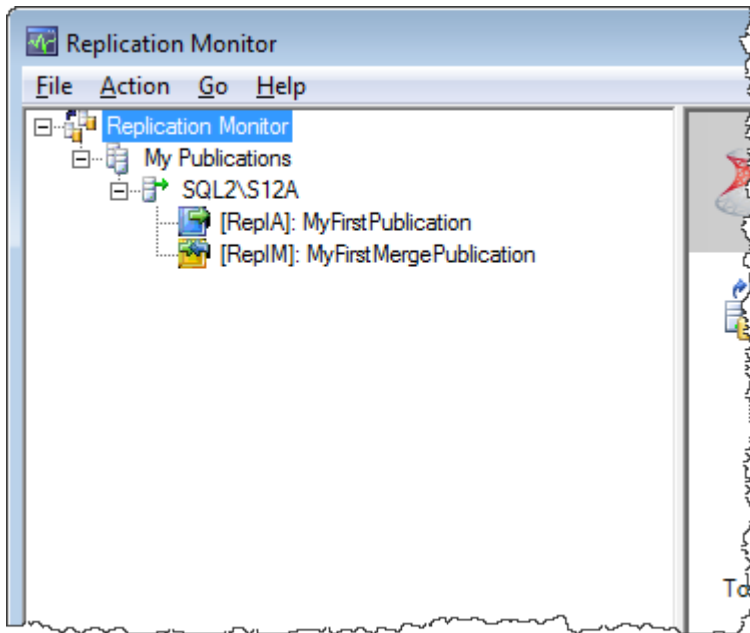 Replication Monitor
File Action Go Help
Replication Monitor
My Publications
SQL2\S12A
[ReplA]: MyFirstPublication
[ReplM]: MyFirstMergePublication